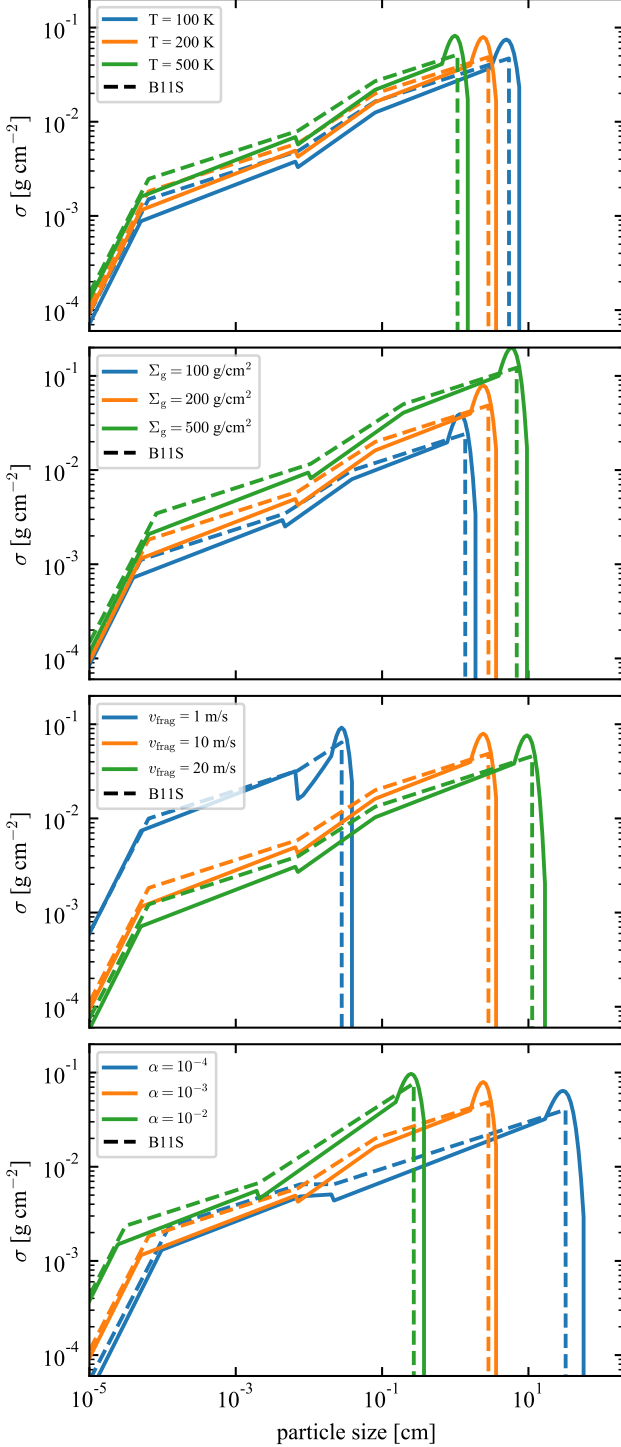 T = 100 K
T = 200 K
T = 500 K
B11S
10⁻¹
10⁻²
10⁻³
10⁻⁴
σ [g cm⁻²]
Σg = 100 g/cm²
Σg = 200 g/cm²
Σg = 500 g/cm²
B11S
10⁻¹
10⁻²
10⁻³
10⁻⁴
σ [g cm⁻²]
vfrag = 1 m/s
vfrag = 10 m/s
vfrag = 20 m/s
B11S
10⁻¹
10⁻²
10⁻³
10⁻⁴
σ [g cm⁻²]
α = 10⁻⁴
α = 10⁻³
α = 10⁻²
B11S
10⁻¹
10⁻²
10⁻³
10⁻⁴
σ [g cm⁻²]
10⁻⁵ 10⁻³ 10⁻¹ 10¹
particle size [cm]